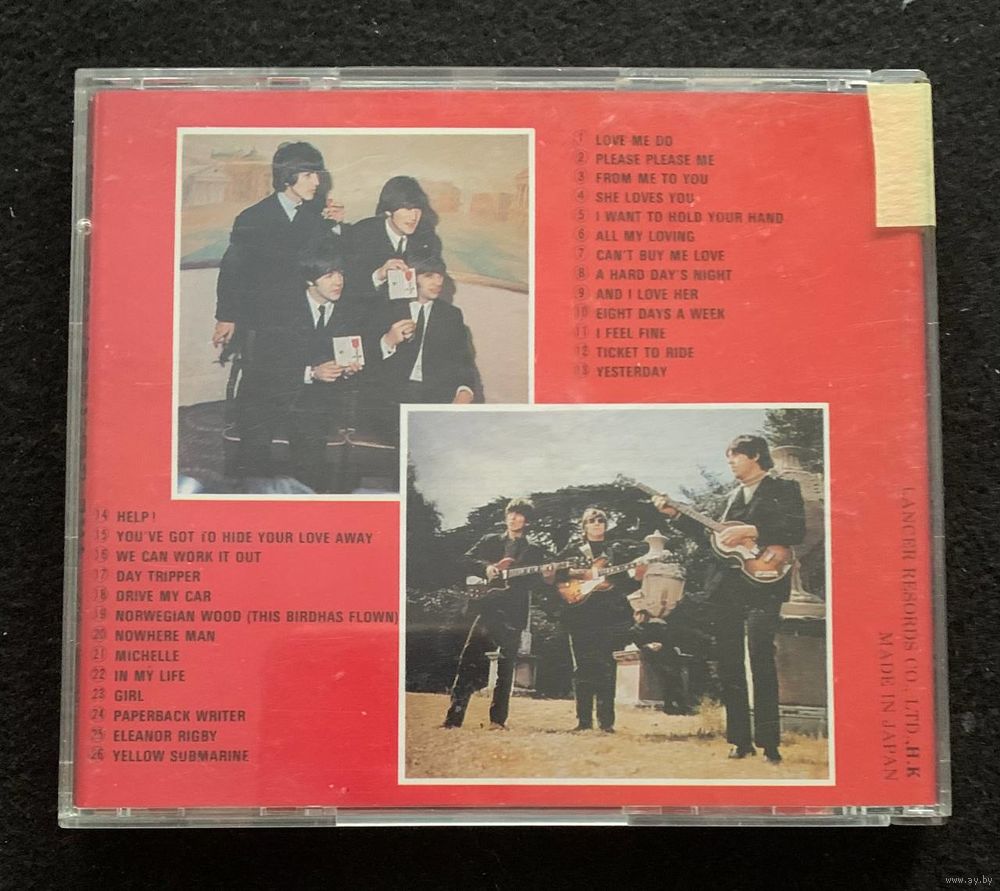 ① LOVE ME DO
② PLEASE PLEASE ME
③ FROM ME TO YOU
④ SHE LOVES YOU
⑤ I WANT TO HOLD YOUR HAND
⑥ ALL MY LOVING
⑦ CAN'T BUY ME LOVE
⑧ A HARD DAY'S NIGHT
⑨ AND I LOVE HER
⑩ EIGHT DAYS A WEEK
⑪ I FEEL FINE
⑫ TICKET TO RIDE
⑬ YESTERDAY
⑭ HELP!
⑮ YOU'VE GOT TO HIDE YOUR LOVE AWAY
⑯ WE CAN WORK IT OUT
⑰ DAY TRIPPER
⑱ DRIVE MY CAR
⑲ NORWEGIAN WOOD (THIS BIRDHAS FLOWN)
⑳ NOWHERE MAN
㉑ MICHELLE
㉒ IN MY LIFE
㉓ GIRL
㉔ PAPERBACK WRITER
㉕ ELEANOR RIGBY
㉖ YELLOW SUBMARINE
LANCER RESORDS CO., LTD., H.K
MADE IN JAPAN
www.ay.by